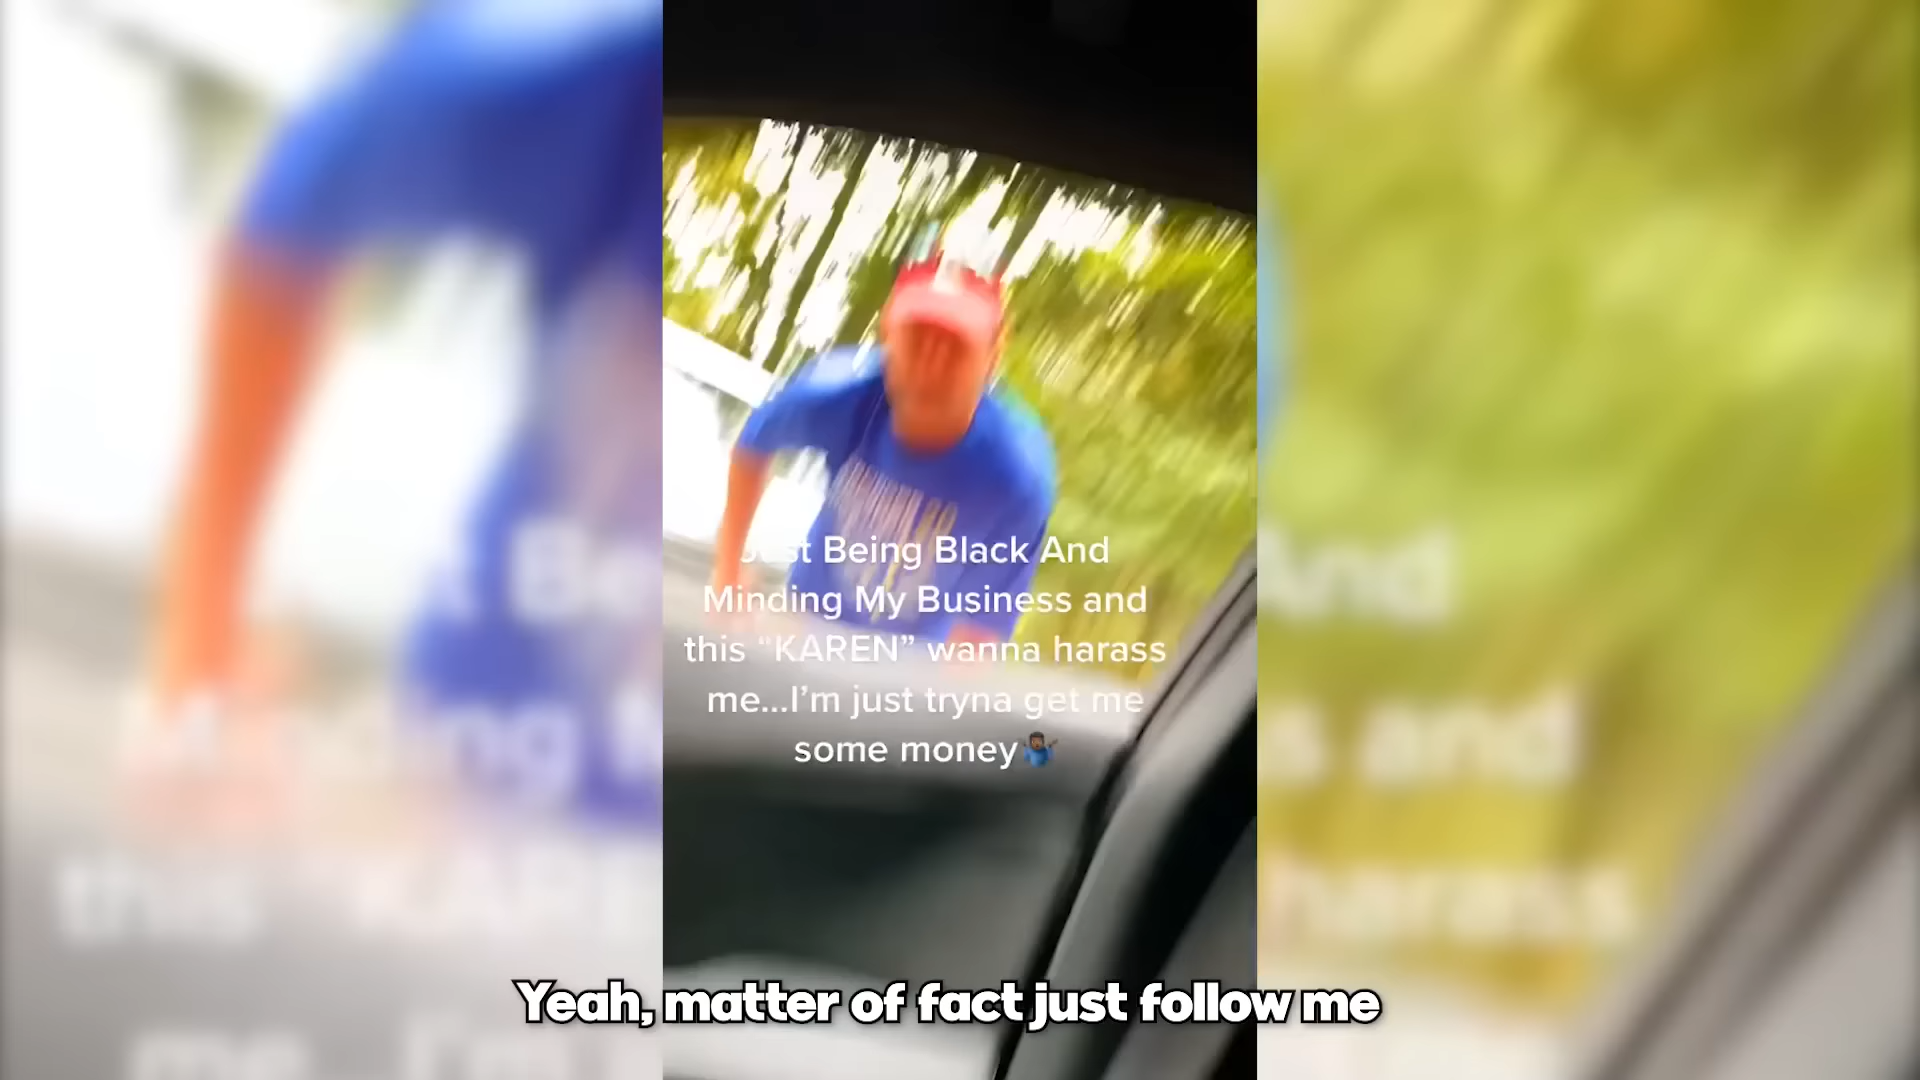 Just Being Black And
Minding My Business and
this “KAREN” wanna harass
me...I’m just tryna get me
some money🤷🏾‍♂️
Yeah, matter of fact just follow me